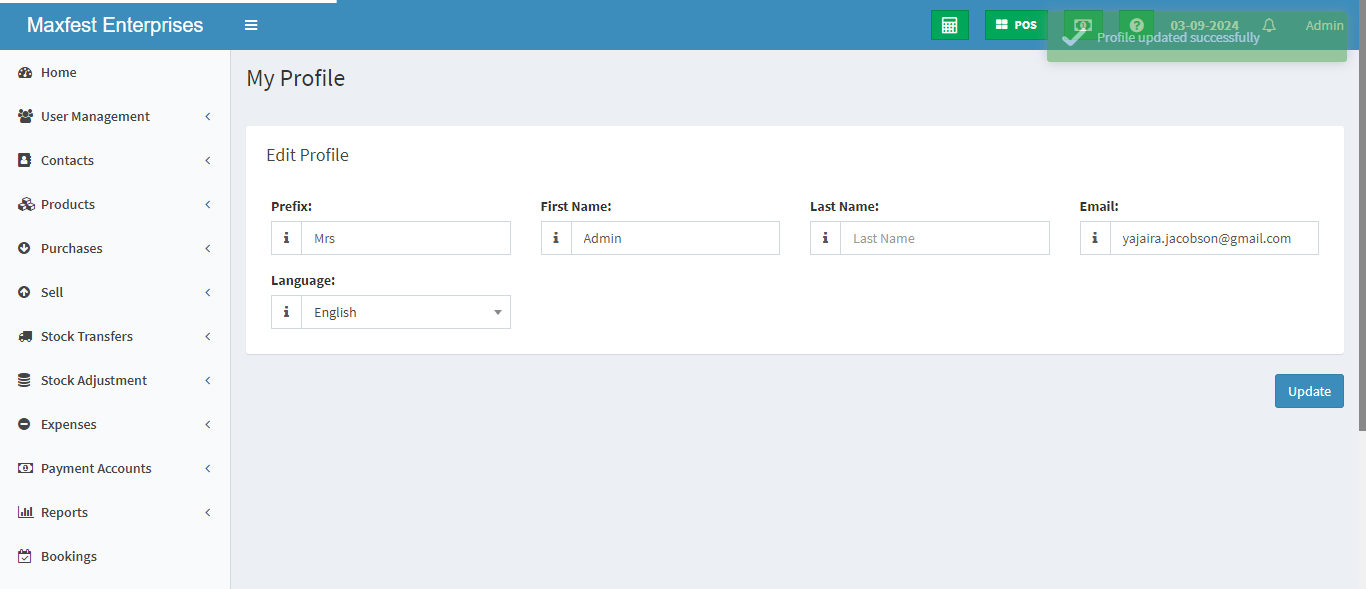 Maxfest Enterprises
POS
03-09-2024
Admin
Profile updated successfully
Home
User Management
Contacts
Products
Purchases
Sell
Stock Transfers
Stock Adjustment
Expenses
Payment Accounts
Reports
Bookings
My Profile
Edit Profile
Prefix: First Name: Last Name: Email:
Mrs Admin Last Name yajaira.jacobson@gmail.com
Language:
English
Update